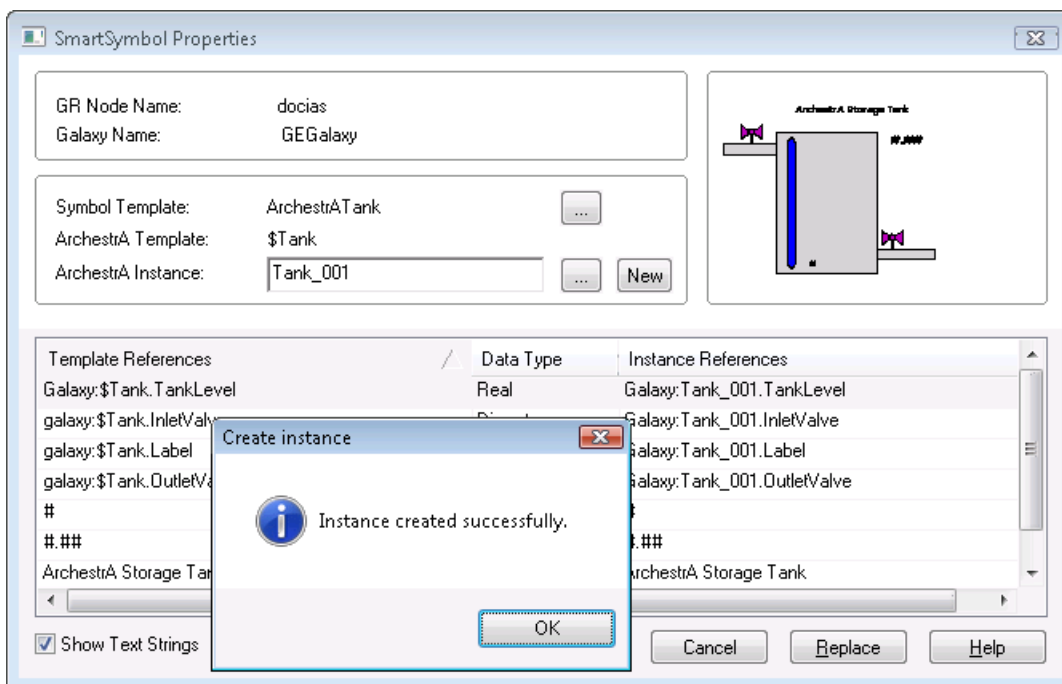 SmartSymbol Properties
GR Node Name: docias
Galaxy Name: GEGalaxy
ArchestrA Storage Tank
#.###
#
Symbol Template: ArchestrATank ...
ArchestrA Template: $Tank
ArchestrA Instance: Tank_001 ... New
Template References Data Type Instance References
Galaxy:$Tank.TankLevel Real Galaxy:Tank_001.TankLevel
galaxy:$Tank.InletValv Galaxy:Tank_001.InletValve
galaxy:$Tank.Label Galaxy:Tank_001.Label
galaxy:$Tank.OutletVa Galaxy:Tank_001.OutletValve
# #
#.## #.##
ArchestrA Storage Tan ArchestrA Storage Tank
Create instance
Instance created successfully.
OK
Show Text Strings Cancel Replace Help